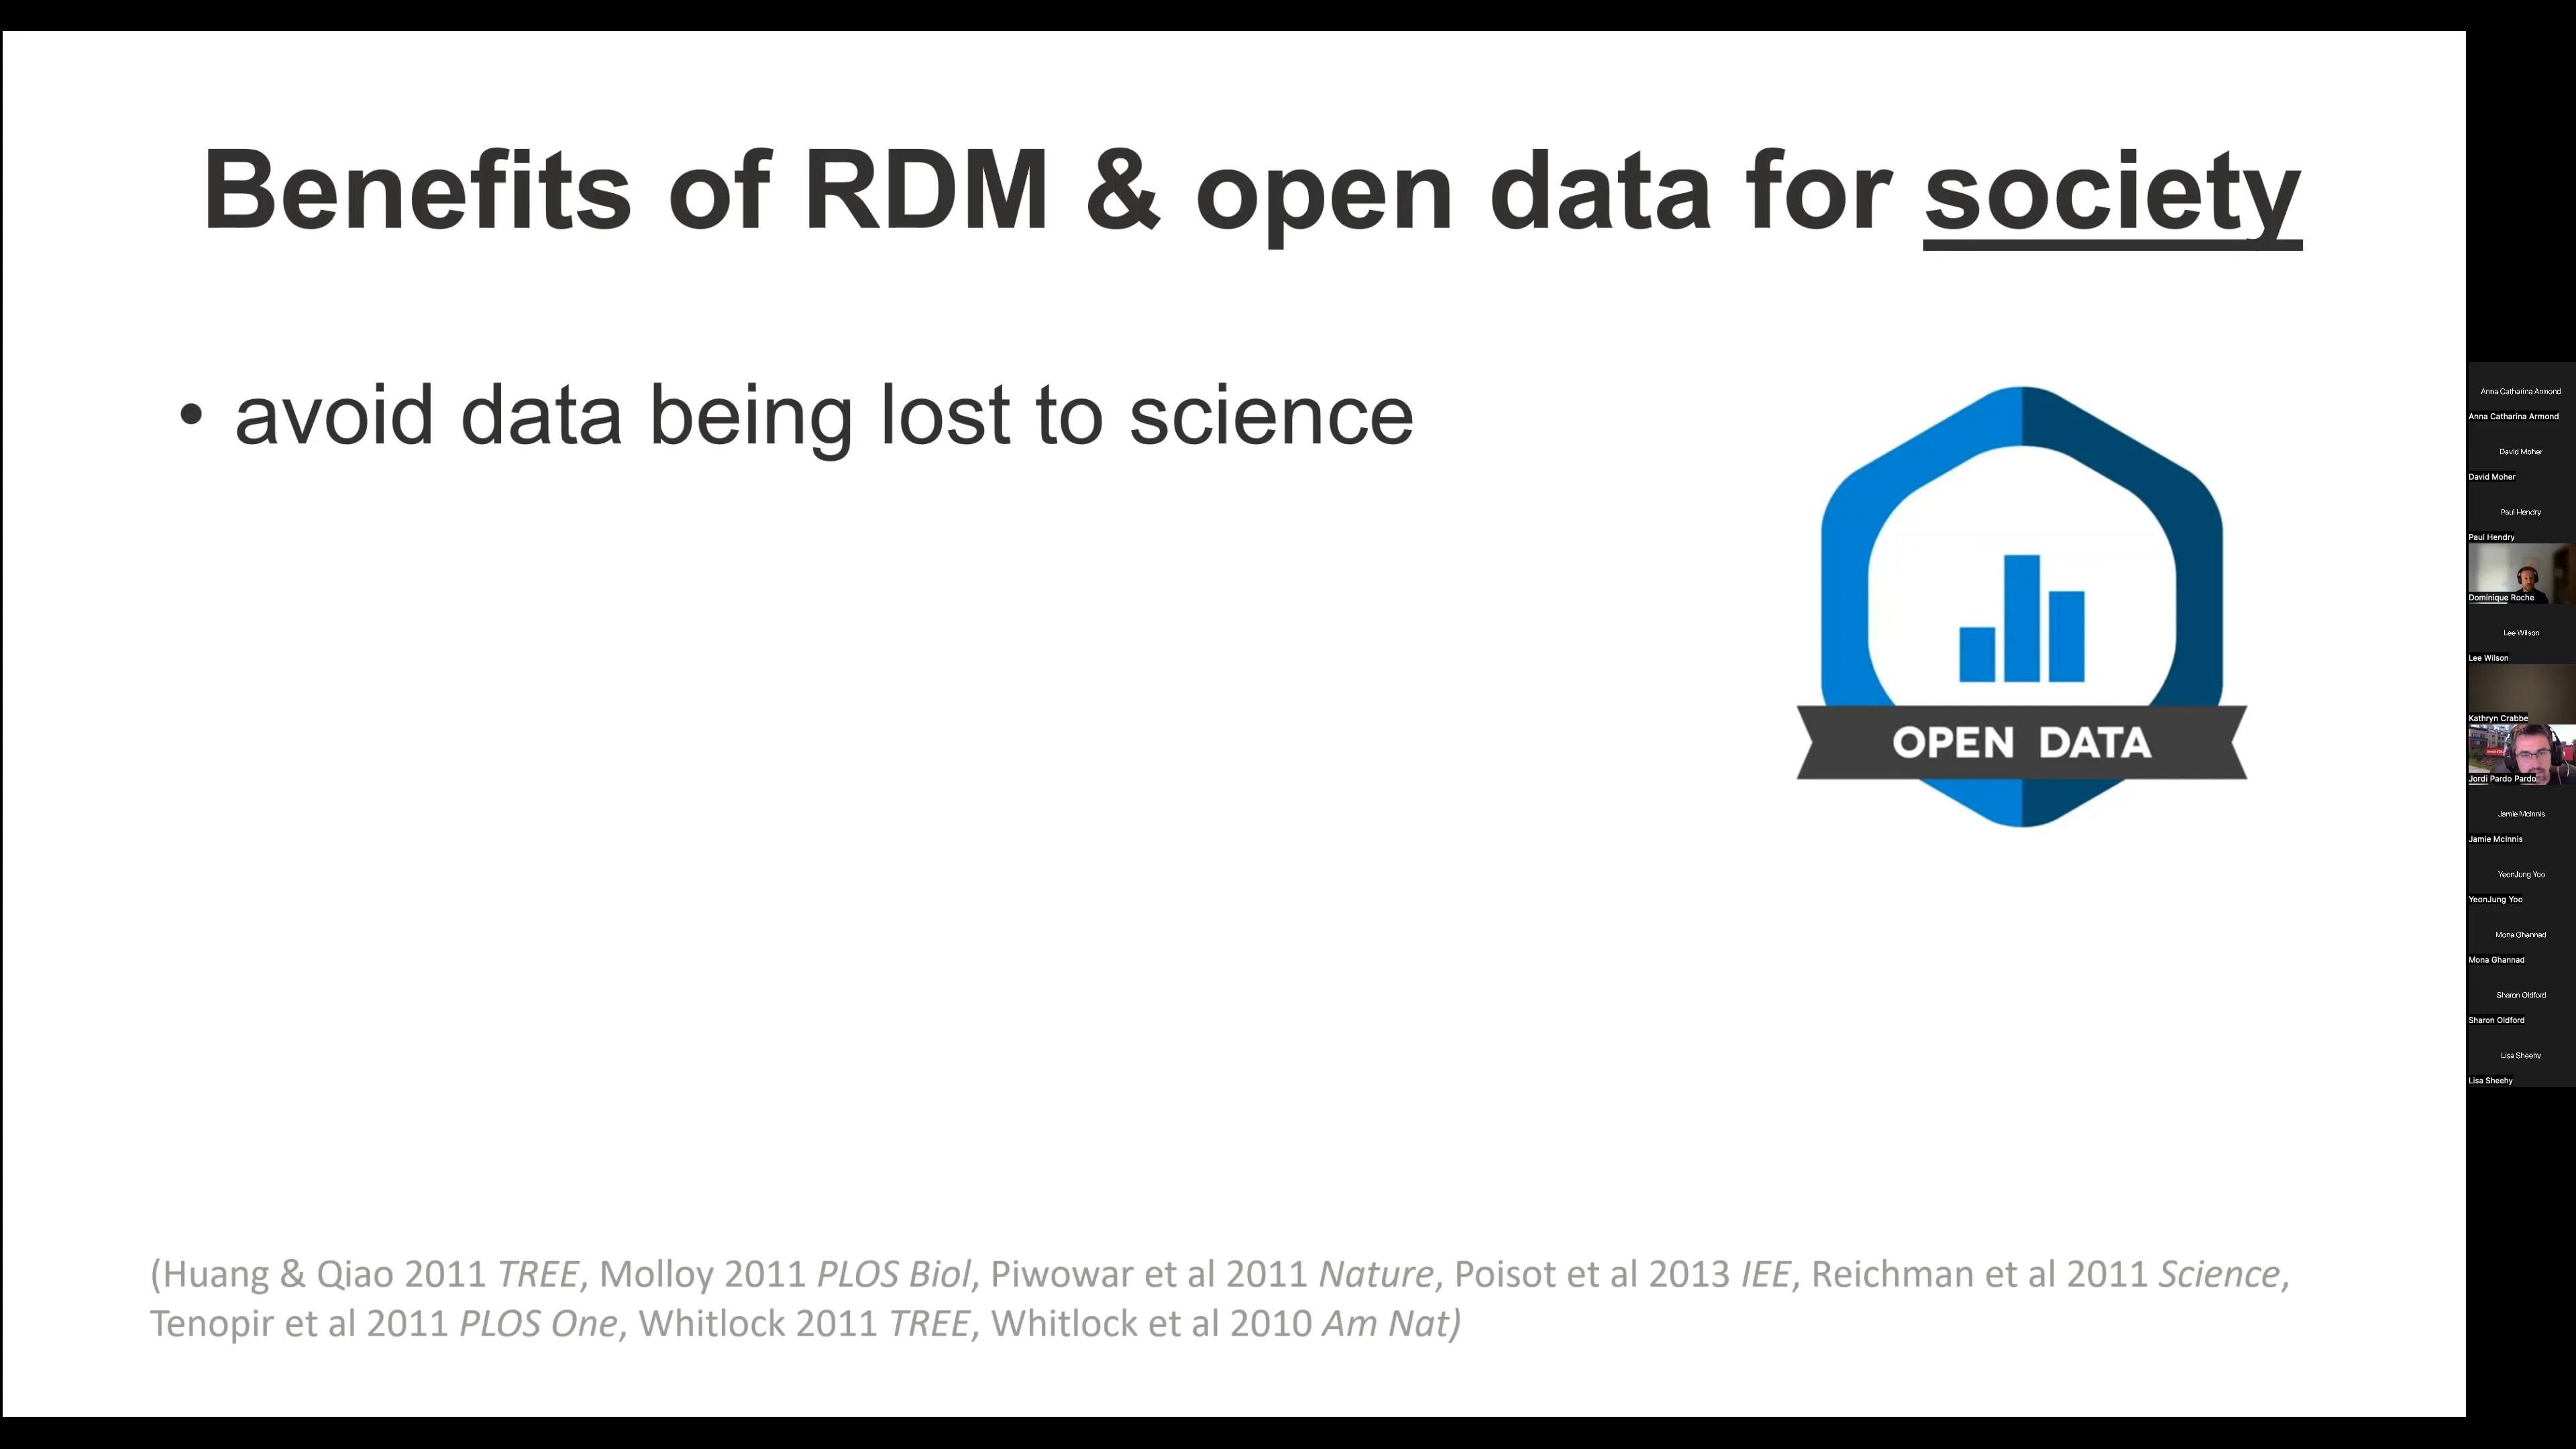 Benefits of RDM & open data for society
• avoid data being lost to science
OPEN DATA
(Huang & Qiao 2011 TREE, Molloy 2011 PLOS Biol, Piwowar et al 2011 Nature, Poisot et al 2013 IEE, Reichman et al 2011 Science,
Tenopir et al 2011 PLOS One, Whitlock 2011 TREE, Whitlock et al 2010 Am Nat)
Anna Catharina Armond
Anna Catharina Armond
David Moher
David Moher
Paul Hendry
Paul Hendry
Dominique Roche
Lee Wilson
Lee Wilson
Kathryn Crabbe
Jordi Pardo Pardo
Jamie McInnis
Jamie McInnis
YeonJung Yoo
YeonJung Yoo
Mona Ghannad
Mona Ghannad
Sharon Oldford
Sharon Oldford
Lisa Sheehy
Lisa Sheehy